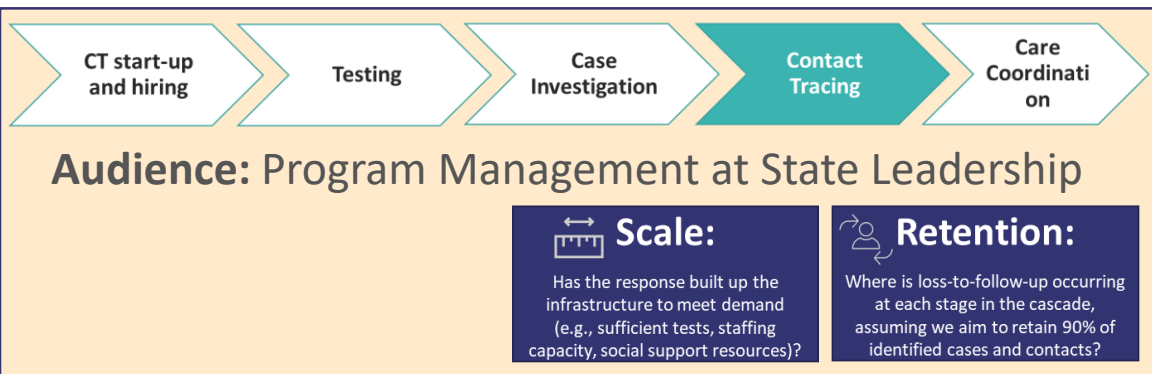 CT start-up
and hiring
Testing
Case
Investigation
Contact
Tracing
Care
Coordinati
on
Audience: Program Management at State Leadership
Scale:
Has the response built up the
infrastructure to meet demand
(e.g., sufficient tests, staffing
capacity, social support resources)?
Retention:
Where is loss-to-follow-up occurring
at each stage in the cascade,
assuming we aim to retain 90% of
identified cases and contacts?